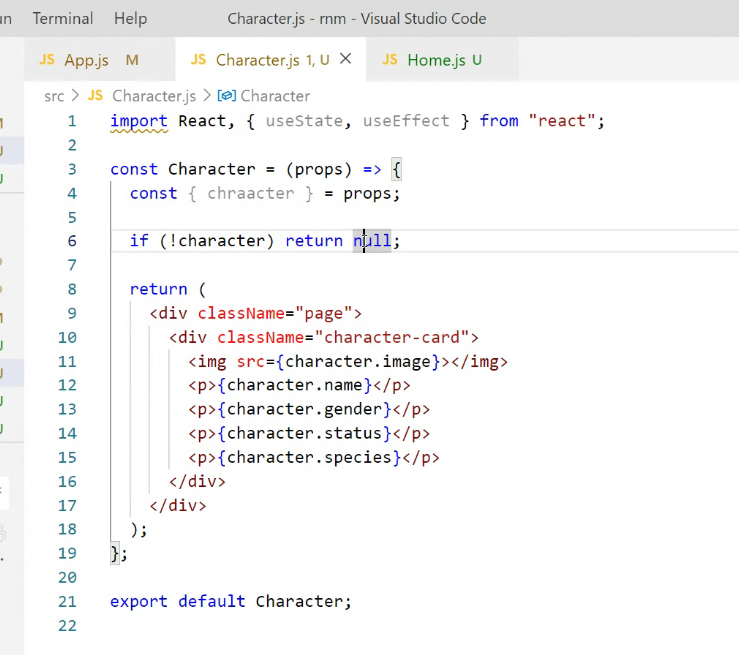 Terminal Help Character.js - rnm - Visual Studio Code
JS App.js M JS Character.js 1, U JS Home.js U
src > JS Character.js > Character
1 import React, { useState, useEffect } from "react";
2
3 const Character = (props) => {
4 const { chraacter } = props;
5
6 if (!character) return null;
7
8 return (
9 <div className="page">
10 <div className="character-card">
11 <img src={character.image}></img>
12 <p>{character.name}</p>
13 <p>{character.gender}</p>
14 <p>{character.status}</p>
15 <p>{character.species}</p>
16 </div>
17 </div>
18 );
19 };
20
21 export default Character;
22